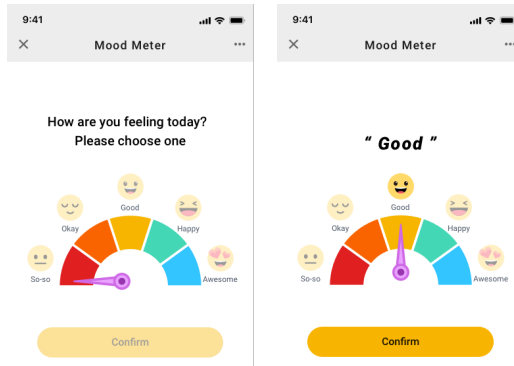 9:41
Mood Meter
How are you feeling today?
Please choose one
Good
Okay
Happy
So-so
Awesome
Confirm
9:41
Mood Meter
“ Good ”
Good
Okay
Happy
So-so
Awesome
Confirm